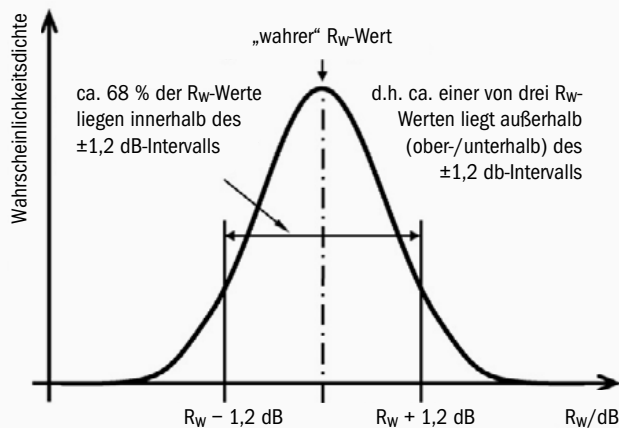 Wahrscheinlichkeitsdichte
„wahrer“ RW-Wert
ca. 68 % der RW-Werte
liegen innerhalb des
±1,2 dB-Intervalls
d.h. ca. einer von drei RW-
Werten liegt außerhalb
(ober-/unterhalb) des
±1,2 db-Intervalls
RW – 1,2 dB
RW + 1,2 dB
RW/dB